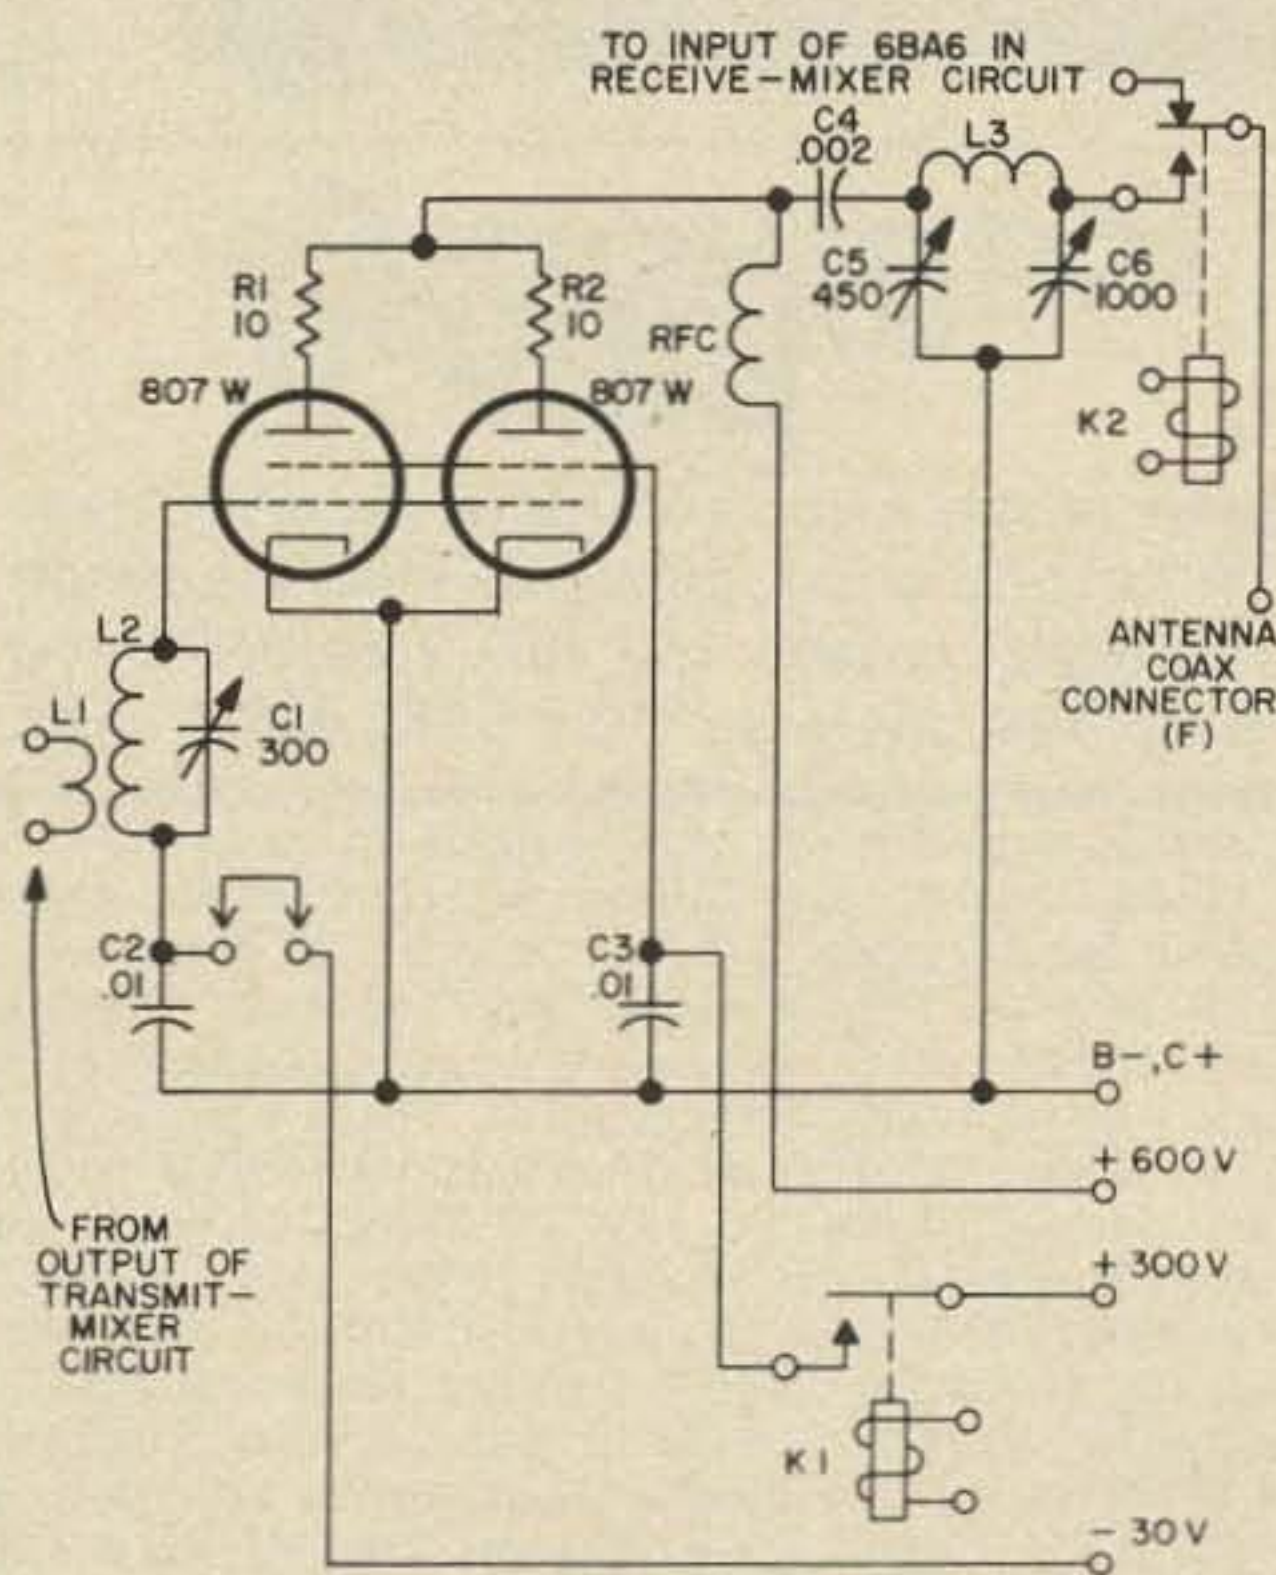 TO INPUT OF 6BA6 IN
RECEIVE-MIXER CIRCUIT
C4
.002
L3
R1
10
R2
10
C5
450
C6
1000
RFC
807 W
807 W
K2
L2
L1
C1
300
ANTENNA
COAX
CONNECTOR
(F)
C2
.01
C3
.01
B-,C+
+ 600 V
FROM
OUTPUT OF
TRANSMIT-
MIXER
CIRCUIT
+ 300 V
K1
- 30 V